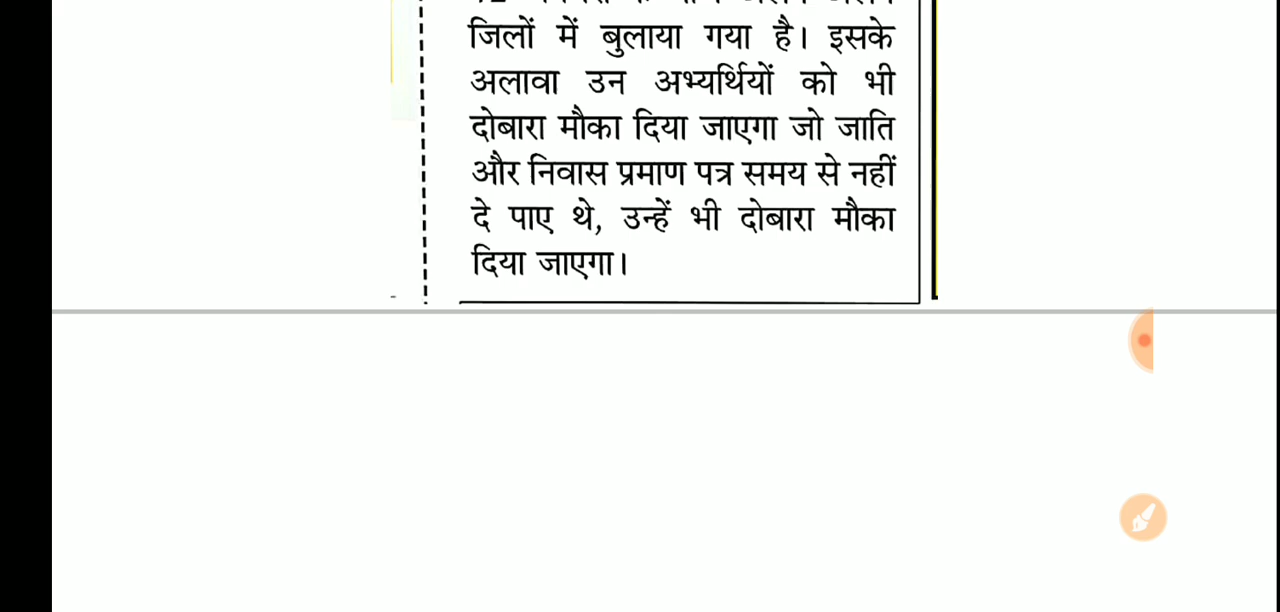 जिलों में बुलाया गया है। इसके
अलावा उन अभ्यर्थियों को भी
दोबारा मौका दिया जाएगा जो जाति
और निवास प्रमाण पत्र समय से नहीं
दे पाए थे, उन्हें भी दोबारा मौका
दिया जाएगा।